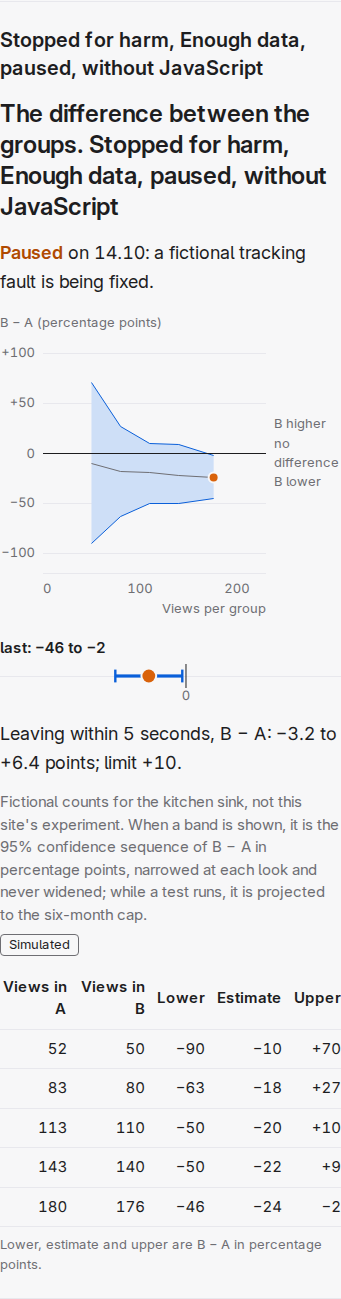 Stopped for harm, Enough data,
paused, without JavaScript
The difference between the
groups. Stopped for harm,
Enough data, paused, without
JavaScript
Paused on 14.10: a fictional tracking
fault is being fixed.
B − A (percentage points)
+100
+50
0
−50
−100
B higher
no
difference
B lower
0 100 200
Views per group
last: −46 to −2
0
Leaving within 5 seconds, B − A: −3.2 to
+6.4 points; limit +10.
Fictional counts for the kitchen sink, not this
site's experiment. When a band is shown, it is the
95% confidence sequence of B − A in
percentage points, narrowed at each look and
never widened; while a test runs, it is projected
to the six-month cap.
Simulated
Views in A Views in B Lower Estimate Upper
52 50 −90 −10 +70
83 80 −63 −18 +27
113 110 −50 −20 +10
143 140 −50 −22 +9
180 176 −46 −24 −2
Lower, estimate and upper are B − A in percentage
points.